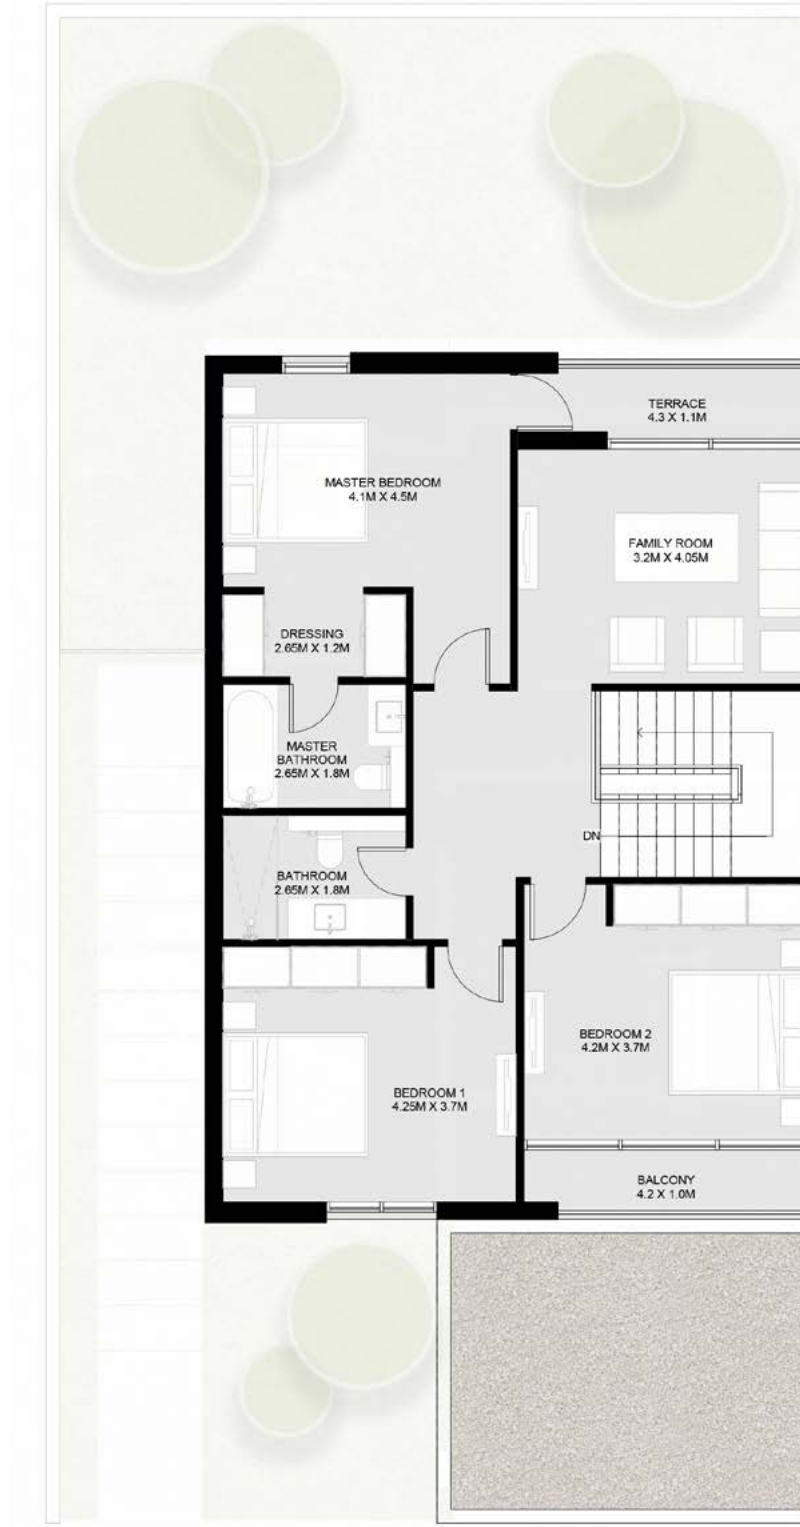 TERRACE
4.3 X 1.1M
MASTER BEDROOM
4.1M X 4.5M
FAMILY ROOM
3.2M X 4.05M
DRESSING
2.65M X 1.2M
MASTER
BATHROOM
2.65M X 1.8M
DN
BATHROOM
2.65M X 1.8M
BEDROOM 2
4.2M X 3.7M
BEDROOM 1
4.25M X 3.7M
BALCONY
4.2 X 1.0M